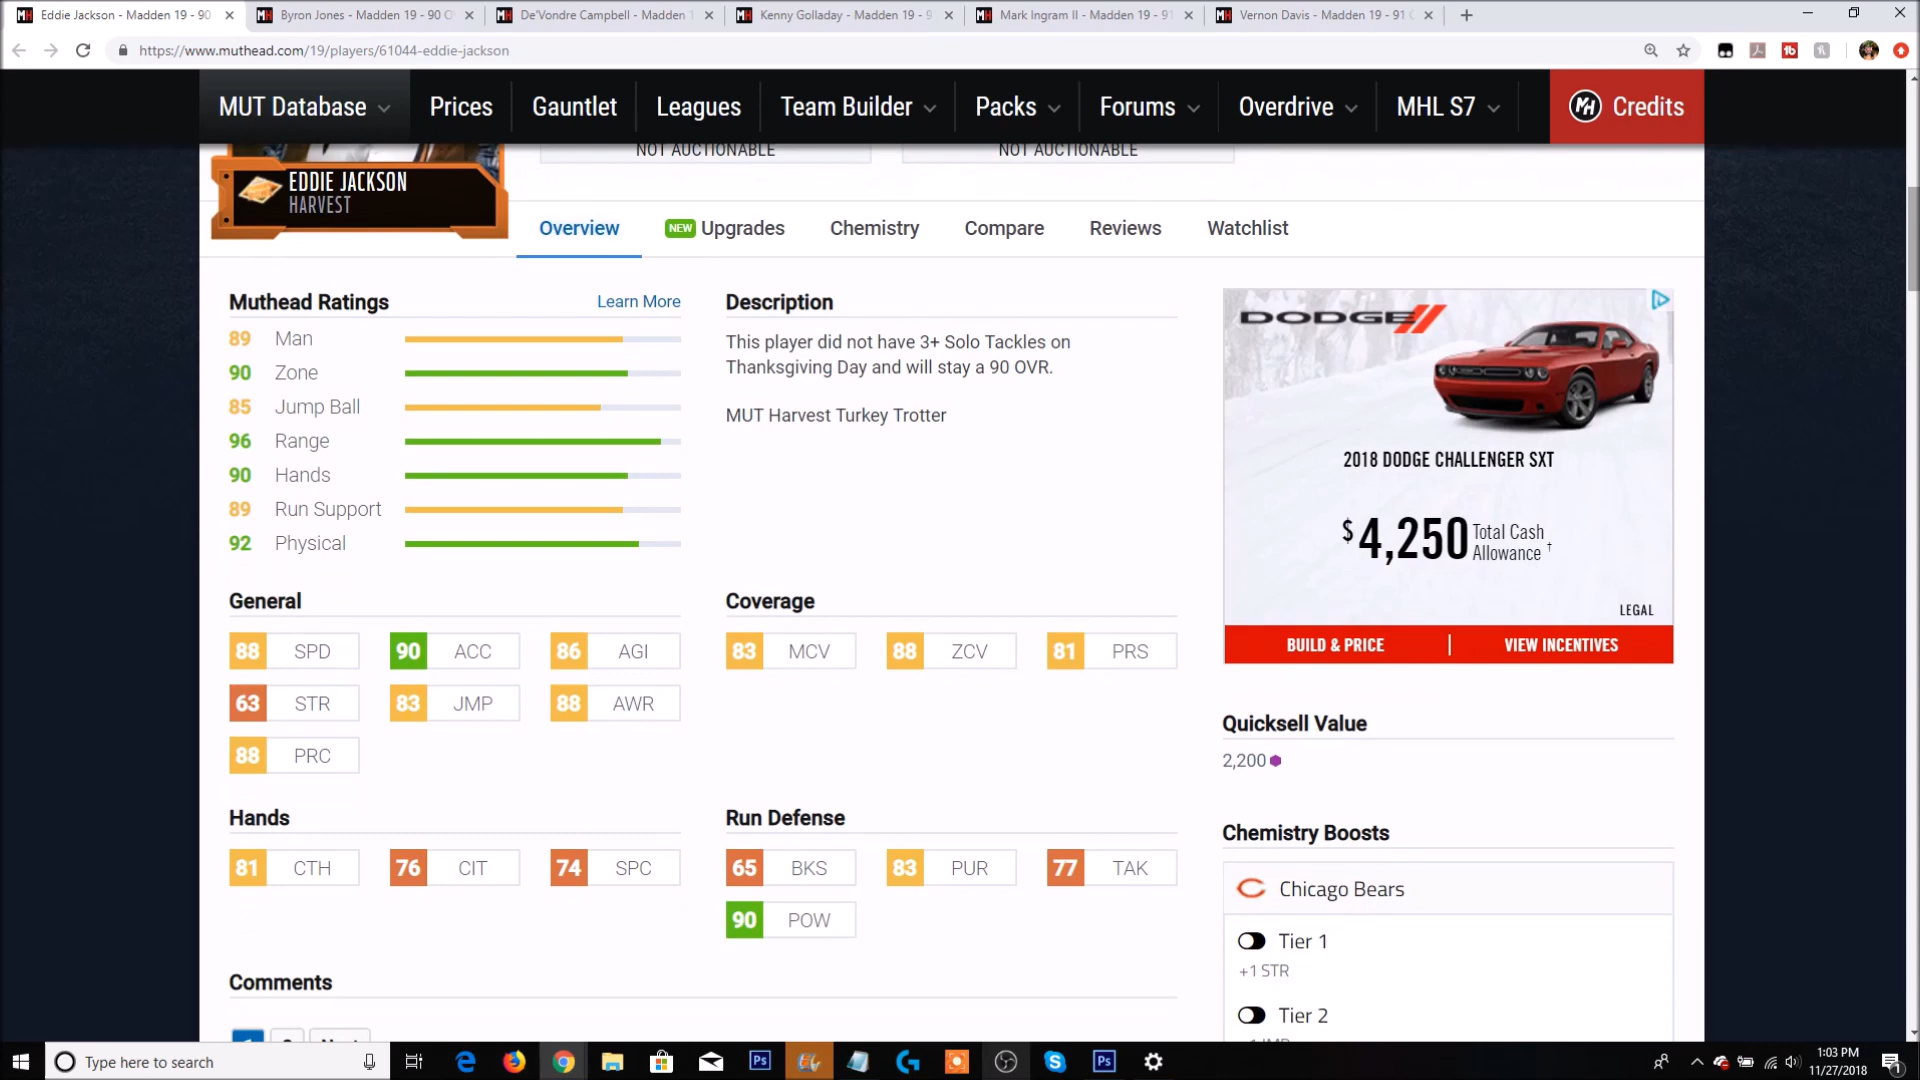 Eddie Jackson - Madden 19 - 90
Byron Jones - Madden 19 - 90 O
De'Vondre Campbell - Madden 1
Kenny Golladay - Madden 19 - 9
Mark Ingram II - Madden 19 - 91
Vernon Davis - Madden 19 - 91 O
https://www.muthead.com/19/players/61044-eddie-jackson
MUT Database
Prices
Gauntlet
Leagues
Team Builder
Packs
Forums
Overdrive
MHL S7
MH Credits
NOT AUCTIONABLE
NOT AUCTIONABLE
EDDIE JACKSON
HARVEST
Overview
NEW Upgrades
Chemistry
Compare
Reviews
Watchlist
Muthead Ratings
Learn More
89 Man
90 Zone
85 Jump Ball
96 Range
90 Hands
89 Run Support
92 Physical
Description
This player did not have 3+ Solo Tackles on
Thanksgiving Day and will stay a 90 OVR.
MUT Harvest Turkey Trotter
DODGE
2018 DODGE CHALLENGER SXT
$4,250 Total Cash
Allowance †
LEGAL
BUILD & PRICE | VIEW INCENTIVES
General
88 SPD
90 ACC
86 AGI
63 STR
83 JMP
88 AWR
88 PRC
Coverage
83 MCV
88 ZCV
81 PRS
Quicksell Value
2,200
Hands
81 CTH
76 CIT
74 SPC
Run Defense
65 BKS
83 PUR
77 TAK
90 POW
Chemistry Boosts
Chicago Bears
Tier 1
+1 STR
Tier 2
Comments
Type here to search
1:03 PM
11/27/2018